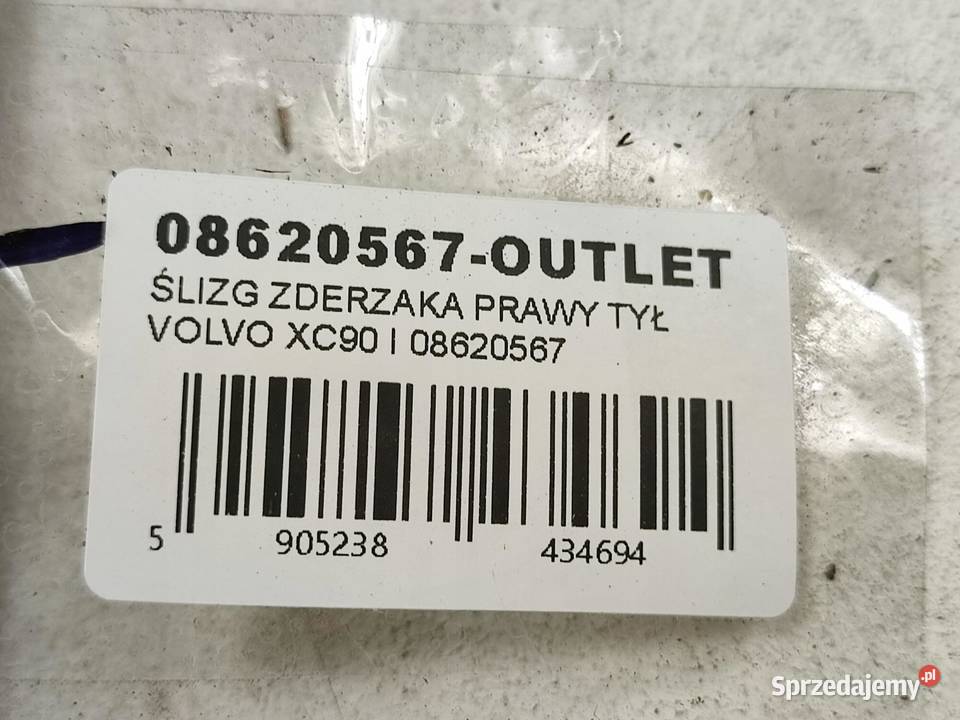 08620567-OUTLET
ŚLIZG ZDERZAKA PRAWY TYŁ
VOLVO XC90 I 08620567
5 905238 434694
Sprzedajemy.pl